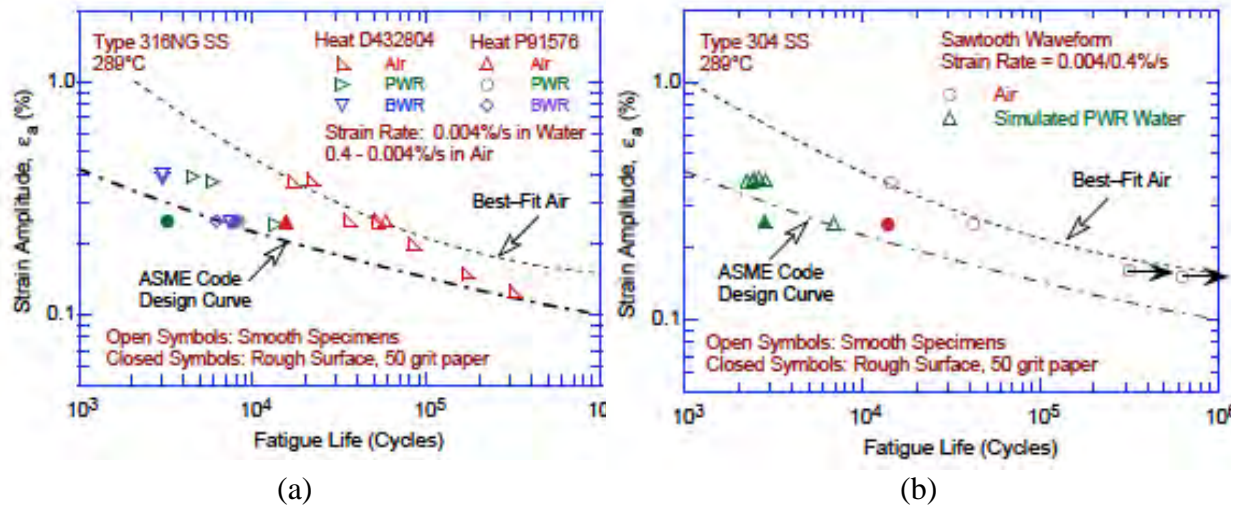 Type 316NG SS
289°C
Heat D432804
Air
PWR
BWR
Heat P91576
Air
PWR
BWR
Strain Rate: 0.004%/s in Water
0.4 - 0.004%/s in Air
Best–Fit Air
ASME Code
Design Curve
Open Symbols: Smooth Specimens
Closed Symbols: Rough Surface, 50 grit paper
Strain Amplitude, εa (%)
1.0
0.1
10³
10⁴
10⁵
10
Fatigue Life (Cycles)
(a)
Type 304 SS
289°C
Sawtooth Waveform
Strain Rate = 0.004/0.4%/s
Air
Simulated PWR Water
Best–Fit Air
ASME Code
Design Curve
Open Symbols: Smooth Specimens
Closed Symbols: Rough Surface, 50 grit paper
Strain Amplitude, εa (%)
1.0
0.1
10³
10⁴
10⁵
10⁶
Fatigue Life (Cycles)
(b)